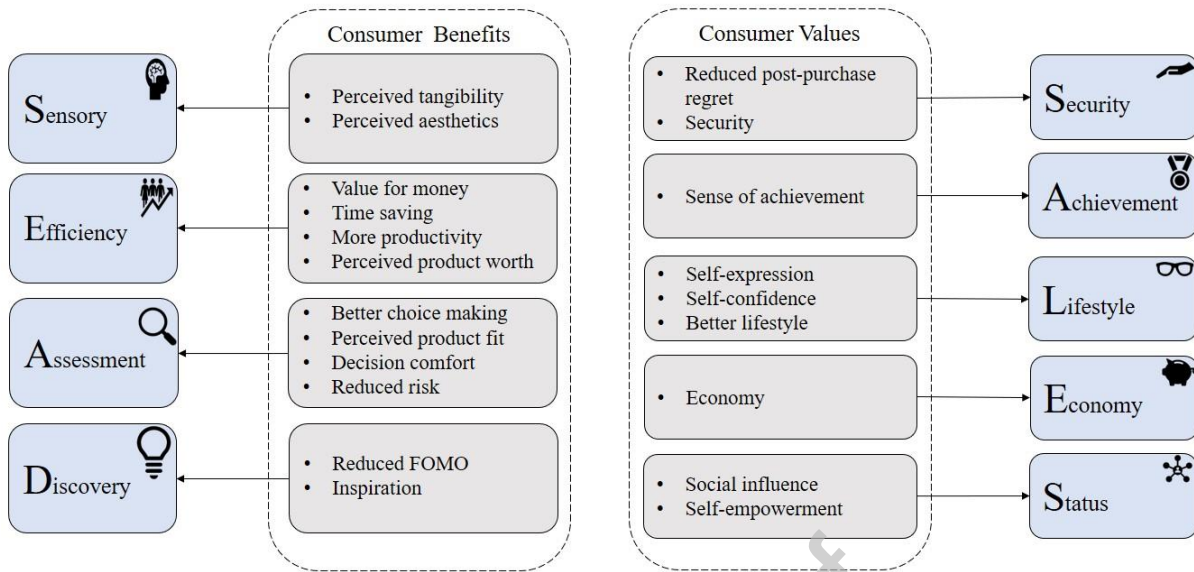 Consumer Benefits
Sensory
• Perceived tangibility
• Perceived aesthetics
Efficiency
• Value for money
• Time saving
• More productivity
• Perceived product worth
Assessment
• Better choice making
• Perceived product fit
• Decision comfort
• Reduced risk
Discovery
• Reduced FOMO
• Inspiration
Consumer Values
• Reduced post-purchase
regret
• Security
Security
• Sense of achievement
Achievement
• Self-expression
• Self-confidence
• Better lifestyle
Lifestyle
• Economy
Economy
• Social influence
• Self-empowerment
Status
f